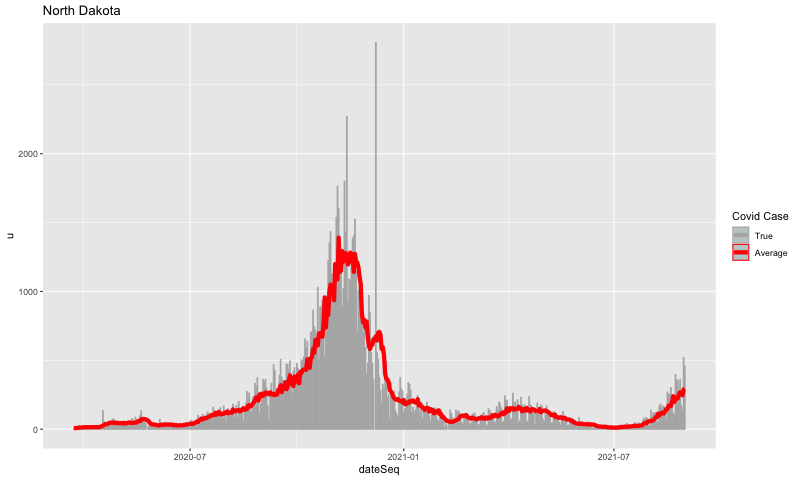 North Dakota
2000
1000
0
u
2020-07
2021-01
2021-07
dateSeq
Covid Case
True
Average